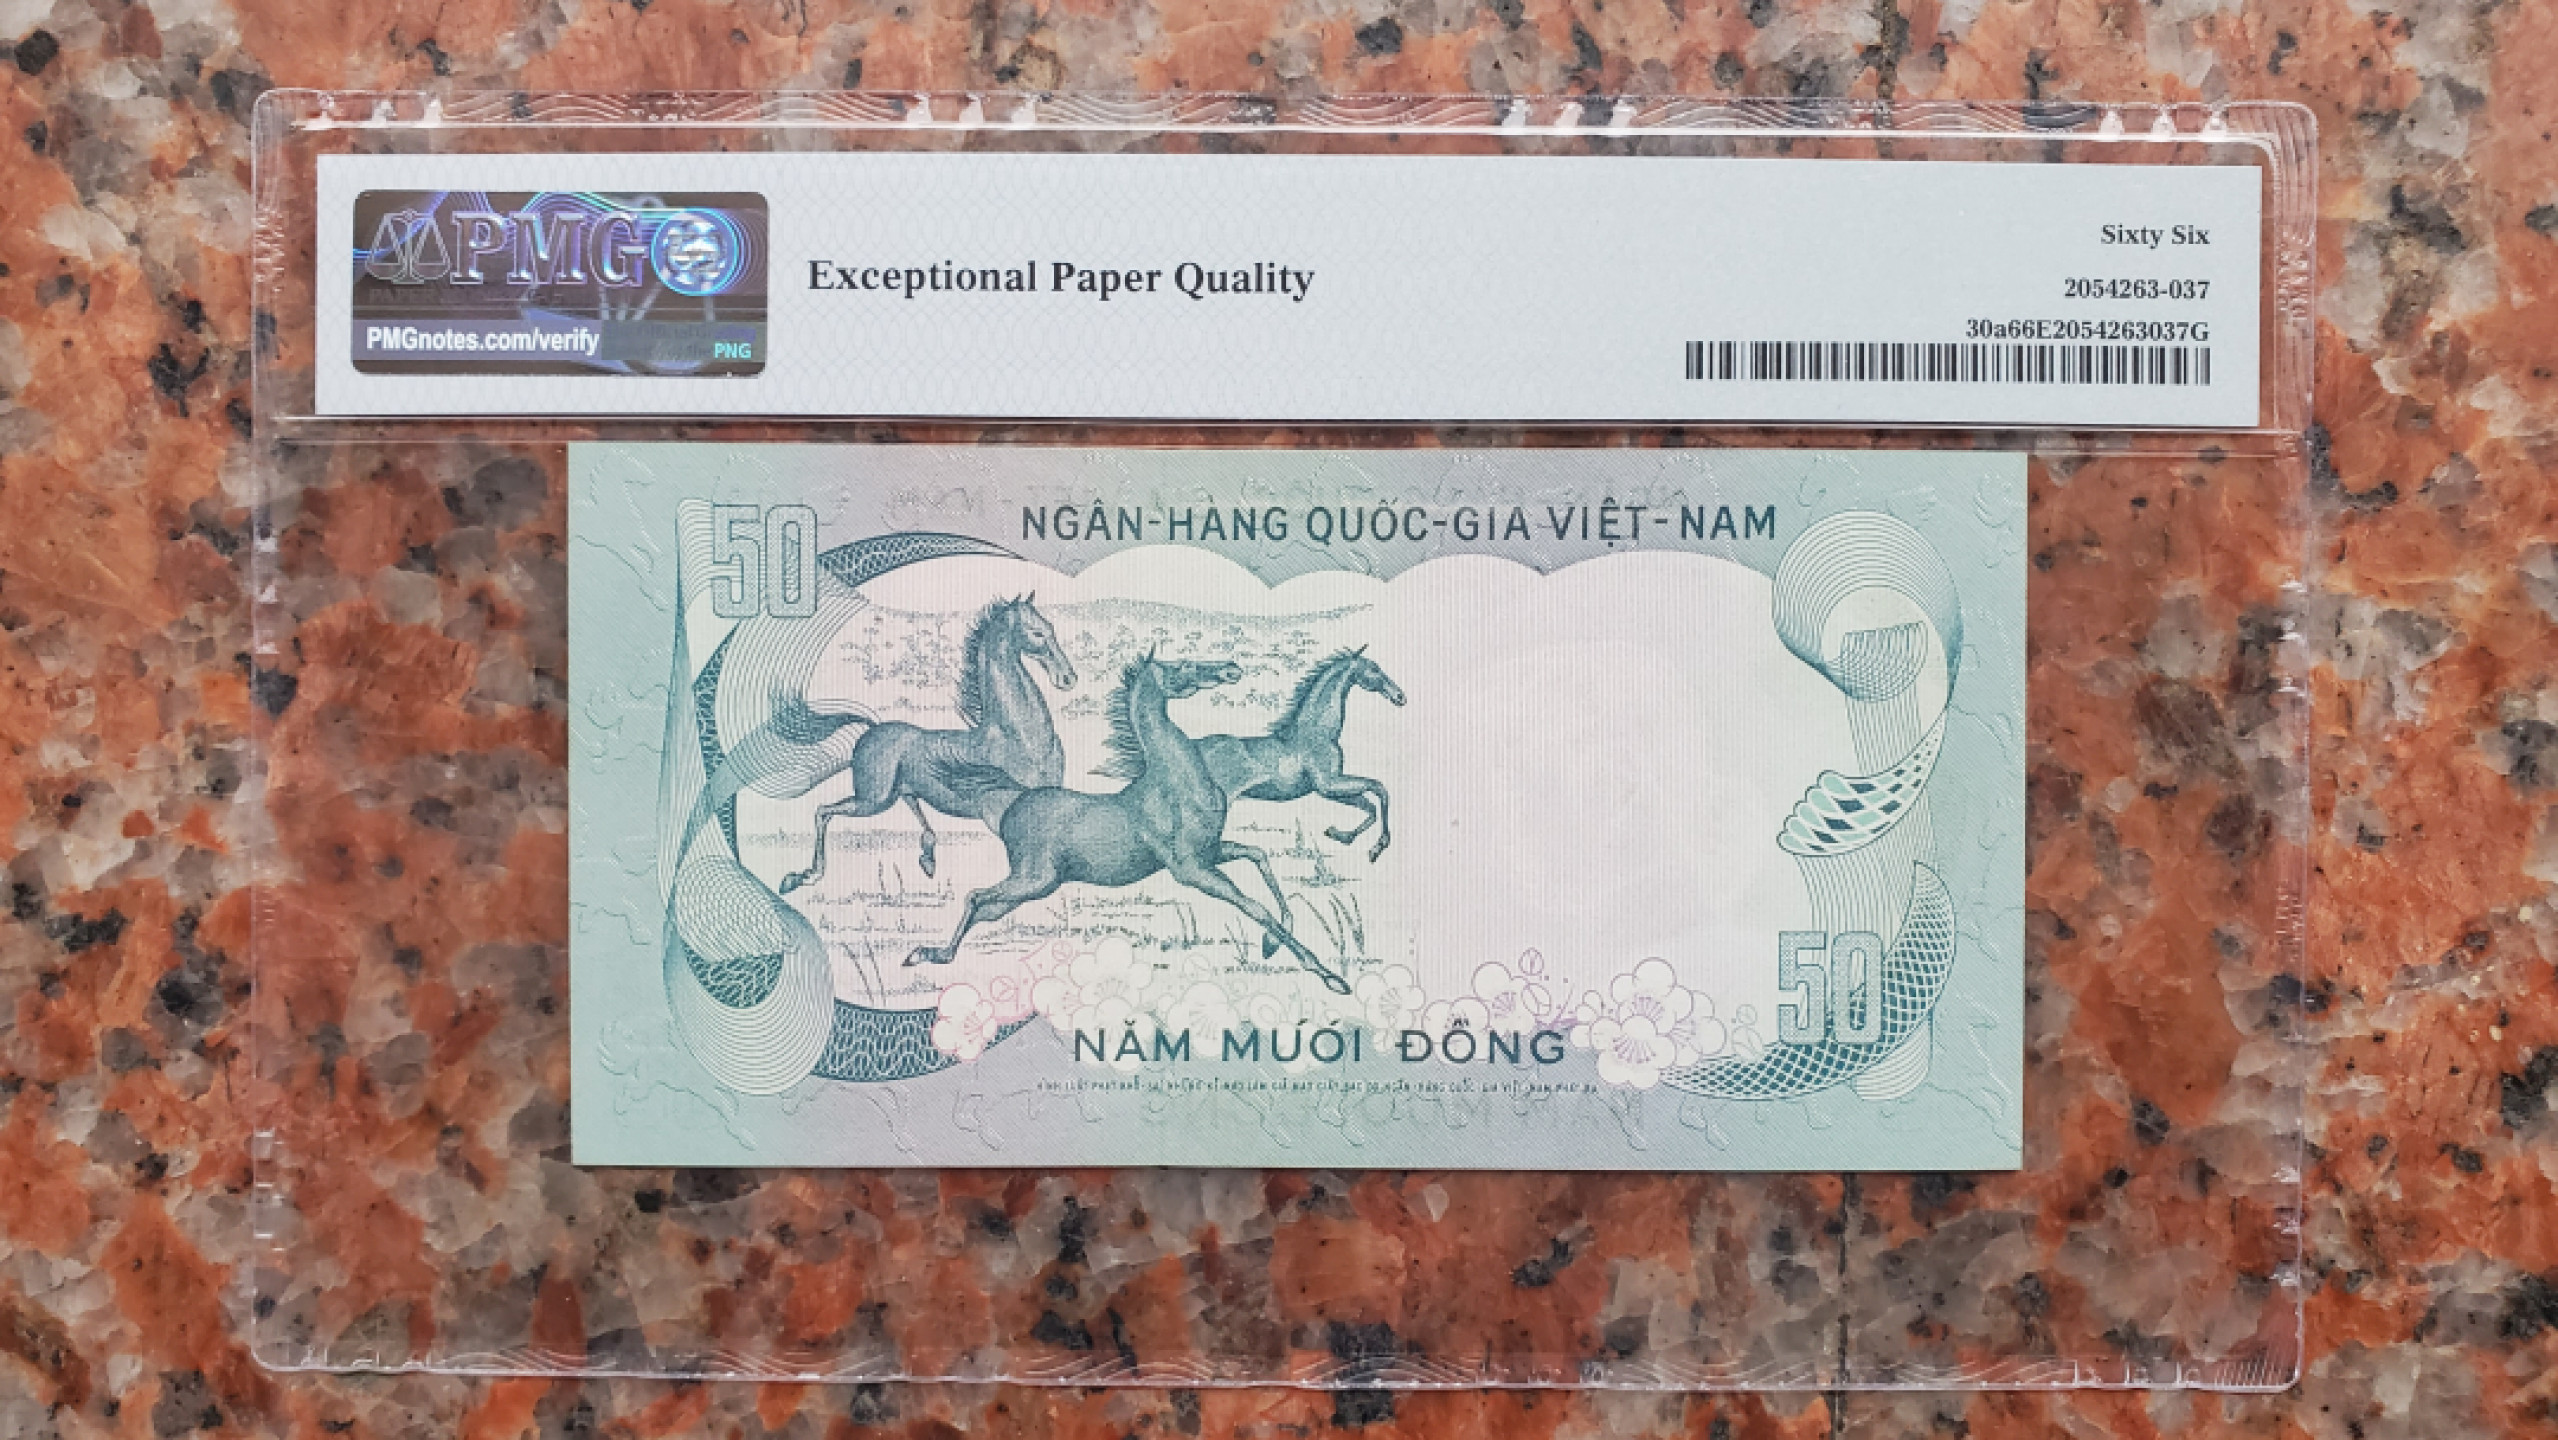 PMG
PMGnotes.com/verify
PNG
Exceptional Paper Quality
Sixty Six
2054263-037
30a66E2054263037G
50
NGÂN-HÀNG QUỐC-GIA VIỆT-NAM
50
NĂM MƯƠI ĐỒNG